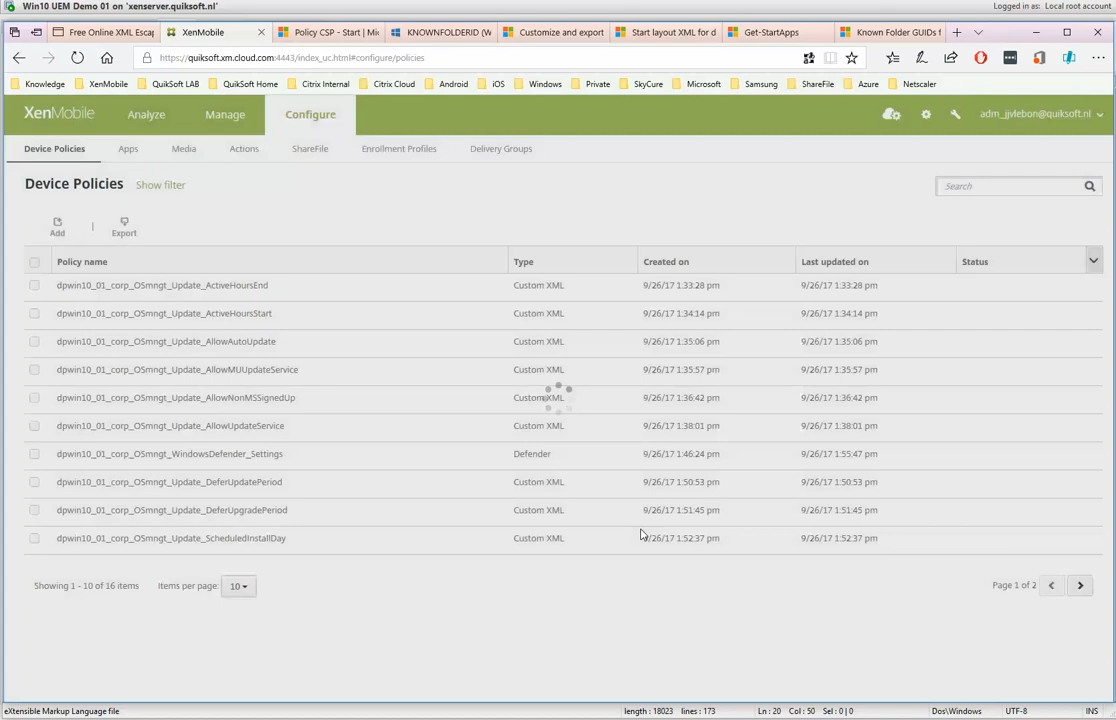 Win10 UEM Demo 01 on 'xenserver.quiksoft.nl' Logged in as: Local root account
Free Online XML Escap XenMobile Policy CSP - Start | Mic KNOWNFOLDERID (W Customize and export Start layout XML for d Get-StartApps Known Folder GUIDs f
https://quiksoft.xm.cloud.com:4443/index_uc.html#configure/policies
Knowledge XenMobile QuikSoft LAB QuikSoft Home Citrix Internal Citrix Cloud Android iOS Windows Private SkyCure Microsoft Samsung ShareFile Azure Netscaler
XenMobile Analyze Manage Configure adm_jjvlebon@quiksoft.nl
Device Policies Apps Media Actions ShareFile Enrollment Profiles Delivery Groups
Device Policies Show filter Search
Add | Export
Policy name Type Created on Last updated on Status
dpwin10_01_corp_OSmngt_Update_ActiveHoursEnd Custom XML 9/26/17 1:33:28 pm 9/26/17 1:33:28 pm
dpwin10_01_corp_OSmngt_Update_ActiveHoursStart Custom XML 9/26/17 1:34:14 pm 9/26/17 1:34:14 pm
dpwin10_01_corp_OSmngt_Update_AllowAutoUpdate Custom XML 9/26/17 1:35:06 pm 9/26/17 1:35:06 pm
dpwin10_01_corp_OSmngt_Update_AllowMUUpdateService Custom XML 9/26/17 1:35:57 pm 9/26/17 1:35:57 pm
dpwin10_01_corp_OSmngt_Update_AllowNonMSSignedUp Custom XML 9/26/17 1:36:42 pm 9/26/17 1:36:42 pm
dpwin10_01_corp_OSmngt_Update_AllowUpdateService Custom XML 9/26/17 1:38:01 pm 9/26/17 1:38:01 pm
dpwin10_01_corp_OSmngt_WindowsDefender_Settings Defender 9/26/17 1:46:24 pm 9/26/17 1:55:47 pm
dpwin10_01_corp_OSmngt_Update_DeferUpdatePeriod Custom XML 9/26/17 1:50:53 pm 9/26/17 1:50:53 pm
dpwin10_01_corp_OSmngt_Update_DeferUpgradePeriod Custom XML 9/26/17 1:51:45 pm 9/26/17 1:51:45 pm
dpwin10_01_corp_OSmngt_Update_ScheduledInstallDay Custom XML 9/26/17 1:52:37 pm 9/26/17 1:52:37 pm
Showing 1 - 10 of 16 items Items per page: 10 Page 1 of 2
eXtensible Markup Language file length : 18023 lines : 173 Ln : 20 Col : 50 Sel : 0 | 0 Dos\Windows UTF-8 INS